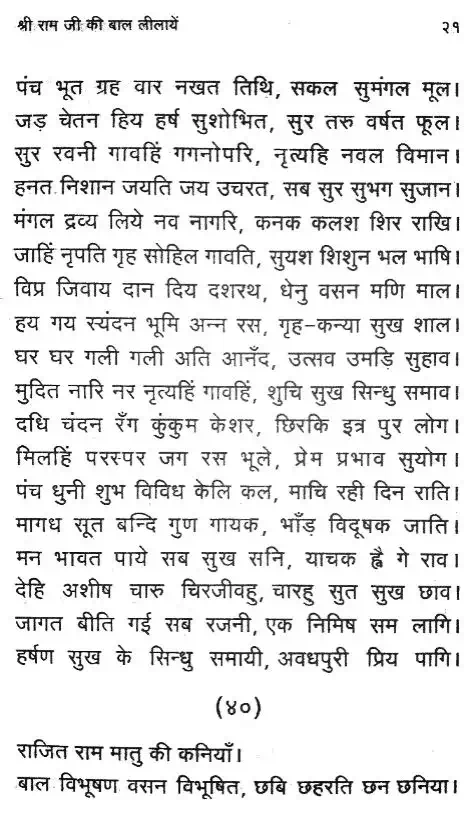 श्री राम जी की बाल लीलायें २१
पंच भूत ग्रह वार नखत तिथि, सकल सुमंगल मूल।
जड़ चेतन हिय हर्ष सुशोभित, सुर तरु वर्षत फूल।
सुर रवनी गावहिं गगनोपरि, नृत्यहि नवल विमान।
हनत निशान जयति जय उचरत, सब सुर सुभग सुजान।
मंगल द्रव्य लिये नव नागरि, कनक कलश शिर राखि।
जाहिं नृपति गृह सोहिल गावति, सुयश शिशुन भल भाषि।
विप्र जिवाय दान दिय दशरथ, धेनु वसन मणि माल।
हय गय स्यंदन भूमि अन्न रस, गृह-कन्या सुख शाल।
घर घर गली गली अति आनँद, उत्सव उमड़ि सुहाव।
मुदित नारि नर नृत्यहिं गावहिं, शुचि सुख सिन्धु समाव।
दधि चंदन रँग कुंकुम केशर, छिरकि इत्र पुर लोग।
मिलहिं परस्पर जग रस भूले, प्रेम प्रभाव सुयोग।
पंच धुनी शुभ विविध केलि कल, माचि रही दिन राति।
मागध सूत बन्दि गुण गायक, भाँड़ विदूषक जाति।
मन भावत पाये सब सुख सनि, याचक ह्वै गे राव।
देहि अशीष चारु चिरजीवहु, चारहु सुत सुख छाव।
जागत बीति गई सब रजनी, एक निमिष सम लागि।
हर्षण सुख के सिन्धु समायी, अवधपुरी प्रिय पागि।
(४०)
राजित राम मातु की कनियाँ।
बाल विभूषण वसन विभूषित, छबि छहरति छन छनिया।